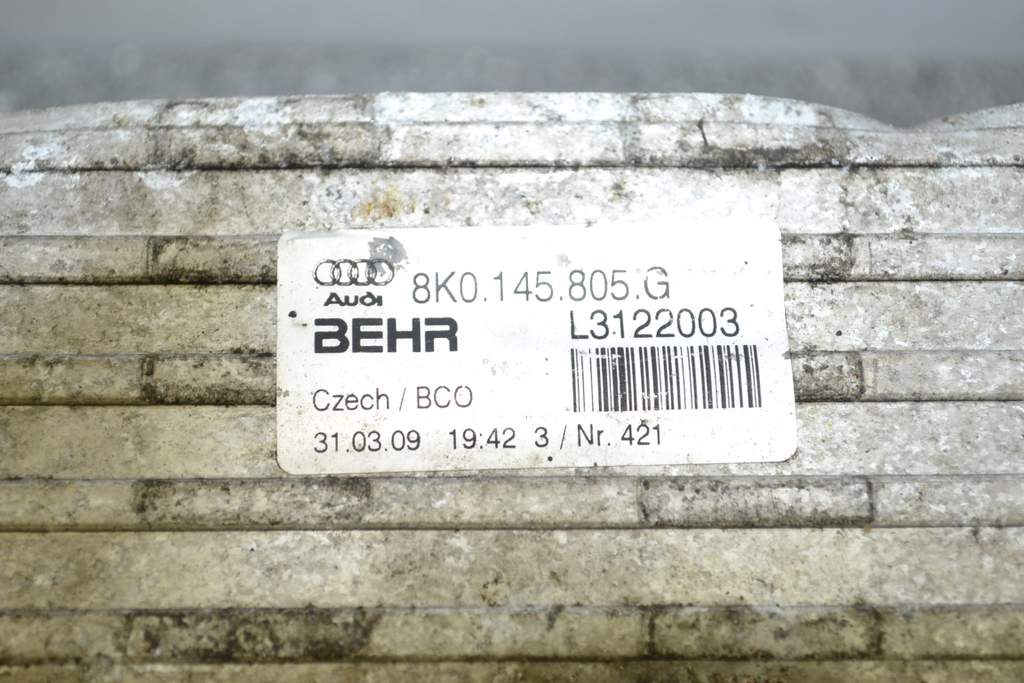 Audi 8K0.145.805.G
BEHR L3122003
Czech / BCO
31.03.09 19:42 3 / Nr. 421